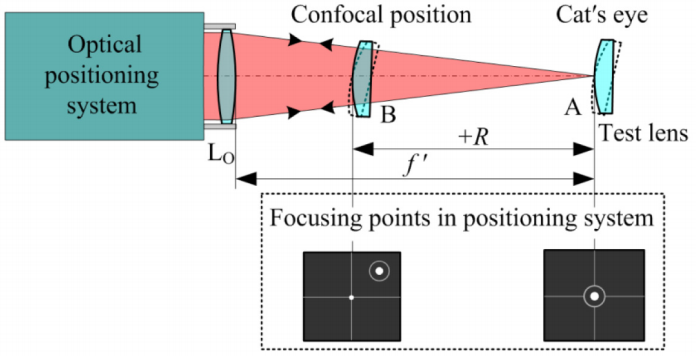 Confocal position
Cat's eye
Optical
positioning
system
B
A
Test lens
L_O
+R
f'
Focusing points in positioning system